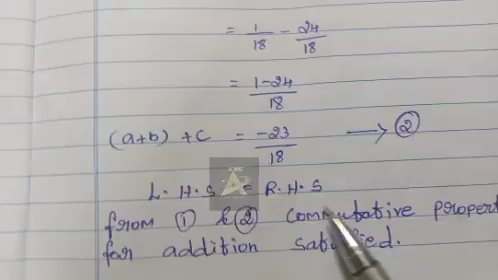 = 1/18 - 24/18
= 1-24/18
(a+b) + c = -23/18 → ②
L.H.S = R.H.S
from ① & ② commutative propert
for addition satisfied.